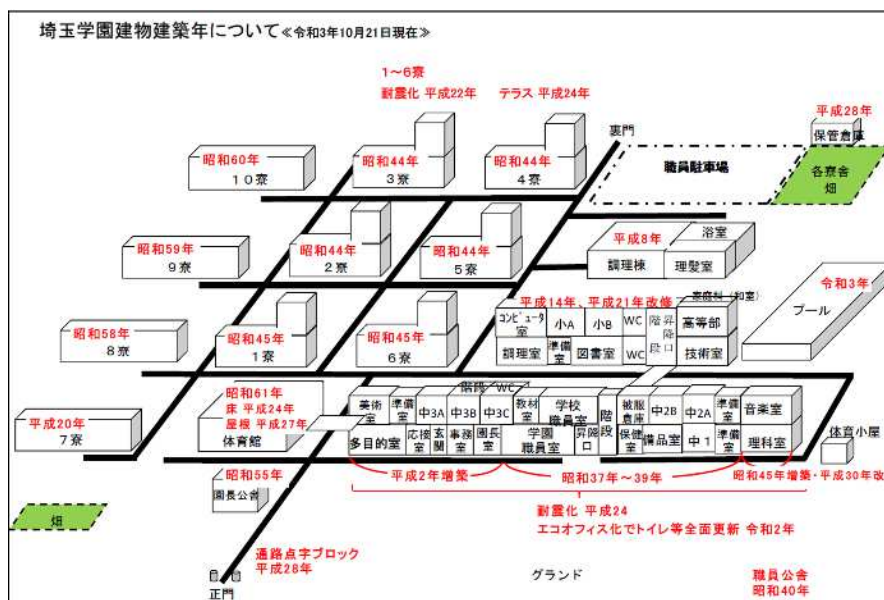 埼玉学園建物建築年について≪令和3年10月21日現在≫
1～6寮
耐震化 平成22年
テラス 平成24年
平成28年
保管倉庫
裏門
職員駐車場
各寮舎
畑
昭和60年
10寮
昭和44年
3寮
昭和44年
4寮
昭和59年
9寮
昭和44年
2寮
昭和44年
5寮
平成8年
浴室
調理棟
理髪室
令和3年
プール
昭和58年
8寮
昭和45年
1寮
昭和45年
6寮
平成14年、平成21年改修
家庭科（和室）
コンピュータ室
小A
小B
WC
階段
昇降口
高等部
調理室
準備室
図書室
WC
技術室
平成20年
7寮
昭和61年
床 平成24年
屋根 平成27年
体育館
階段
WC
美術室
準備室
中3A
中3B
中3C
教材室
学校職員室
階段
被服倉庫
中2B
中2A
準備室
音楽室
多目的室
応接室
玄関
事務室
園長室
学園職員室
昇降口
保健室
備品室
中1
準備室
理科室
体育小屋
昭和55年
園長公舎
平成2年増築
昭和37年～39年
昭和45年増築・平成30年改
耐震化 平成24
エコオフィス化でトイレ等全面更新 令和2年
畑
通路点字ブロック
平成28年
正門
グランド
職員公舎
昭和40年